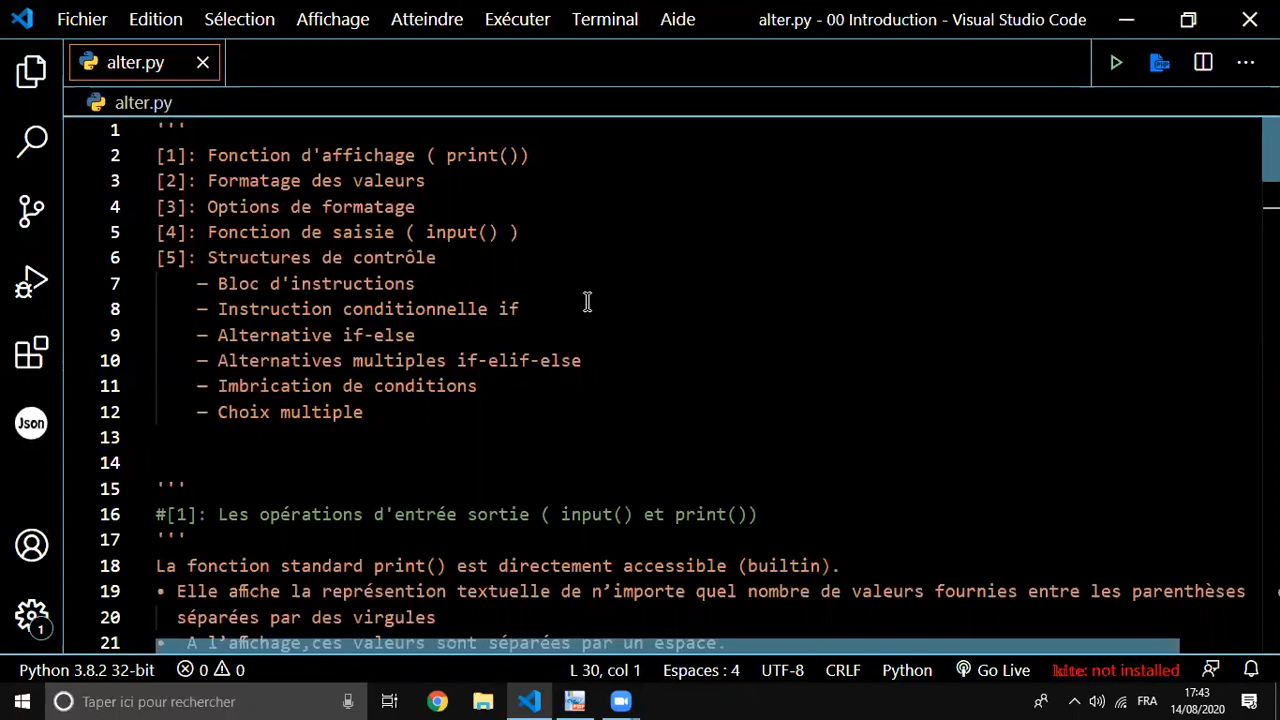 Fichier Edition Sélection Affichage Atteindre Exécuter Terminal Aide alter.py - 00 Introduction - Visual Studio Code
alter.py
alter.py
1 '''
2 [1]: Fonction d'affichage ( print())
3 [2]: Formatage des valeurs
4 [3]: Options de formatage
5 [4]: Fonction de saisie ( input() )
6 [5]: Structures de contrôle
7 – Bloc d'instructions
8 – Instruction conditionnelle if
9 – Alternative if-else
10 – Alternatives multiples if-elif-else
11 – Imbrication de conditions
12 – Choix multiple
13
14
15 '''
16 #[1]: Les opérations d'entrée sortie ( input() et print())
17 '''
18 La fonction standard print() est directement accessible (builtin).
19 • Elle affiche la représention textuelle de n’importe quel nombre de valeurs fournies entre les parenthèses
20 séparées par des virgules
21 • A l’affichage,ces valeurs sont séparées par un espace.
Json
1
Python 3.8.2 32-bit 0 0 L 30, col 1 Espaces : 4 UTF-8 CRLF Python Go Live kite: not installed
Taper ici pour rechercher FRA 17:43
14/08/2020